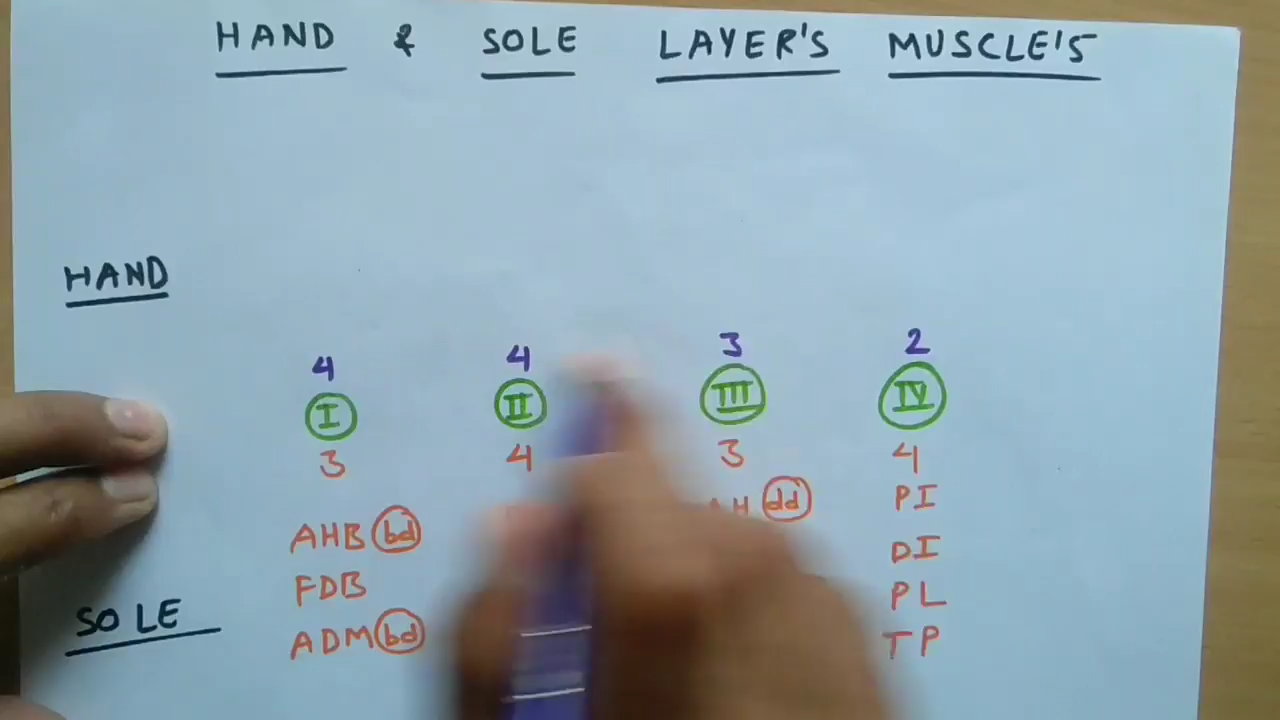 HAND & SOLE LAYER'S MUSCLE'S
HAND
4 4 3 2
I II III IV
3 4 3 4
PI
AHB bd dd
DI
FDB
PL
SOLE
ADM bd
TP